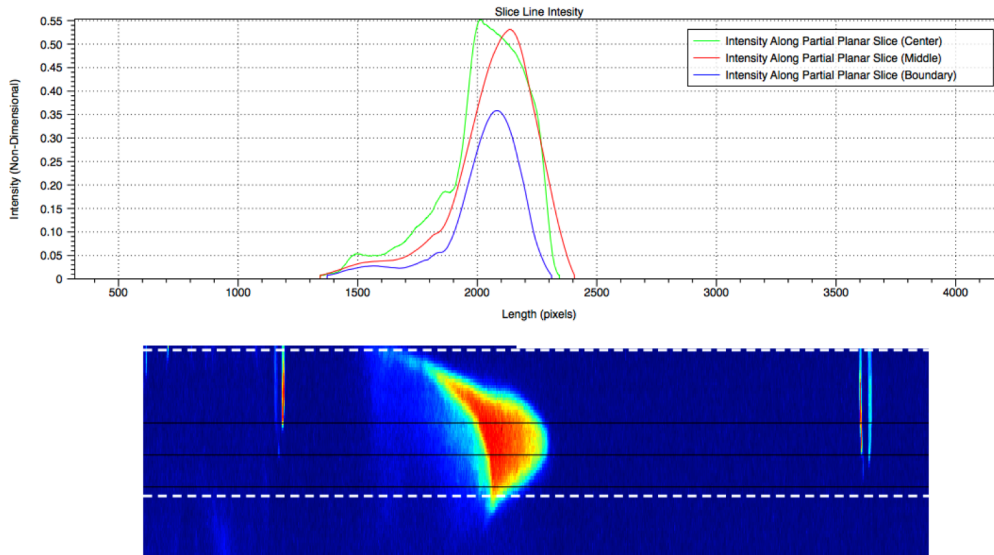 Slice Line Intesity
0.55
0.50
0.45
0.40
0.35
0.30
0.25
0.20
0.15
0.10
0.05
0
Intensity (Non-Dimensional)
Intensity Along Partial Planar Slice (Center)
Intensity Along Partial Planar Slice (Middle)
Intensity Along Partial Planar Slice (Boundary)
500 1000 1500 2000 2500 3000 3500 4000
Length (pixels)